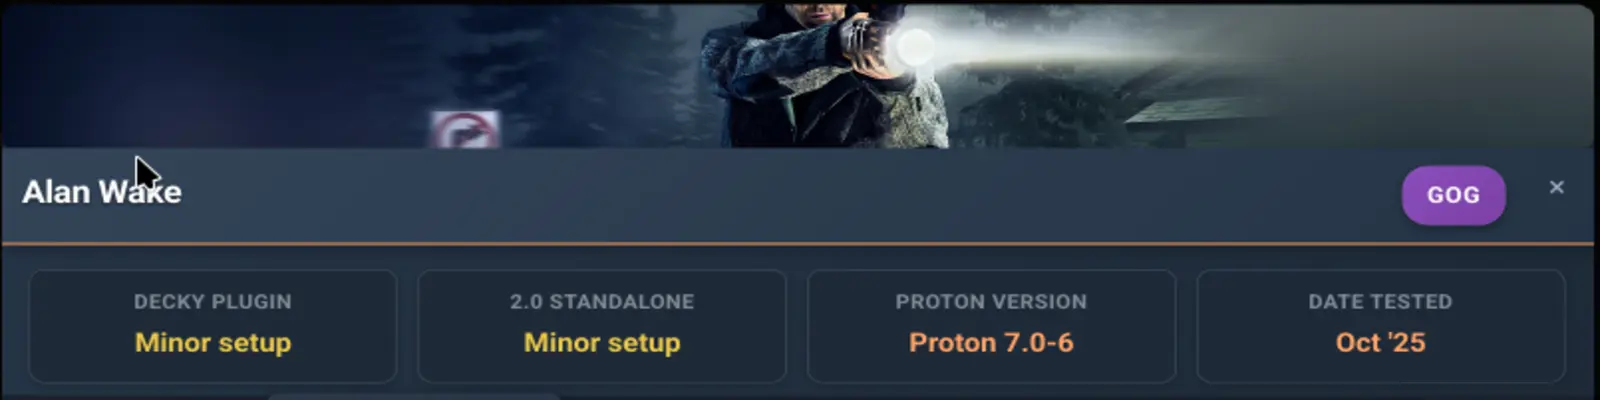 Alan Wake
GOG
×
DECKY PLUGIN
Minor setup
2.0 STANDALONE
Minor setup
PROTON VERSION
Proton 7.0-6
DATE TESTED
Oct '25